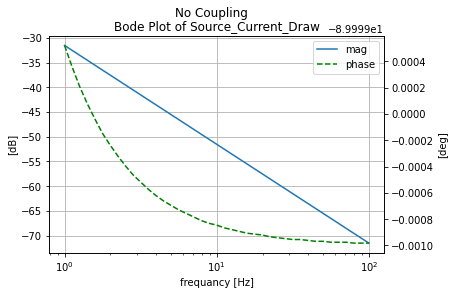 No Coupling
Bode Plot of Source_Current_Draw
−8.9999e1
−30
−35
−40
−45
−50
−55
−60
−65
−70
[dB]
mag
phase
0.0004
0.0002
0.0000
−0.0002
−0.0004
−0.0006
−0.0008
−0.0010
[deg]
10⁰
10¹
10²
frequancy [Hz]